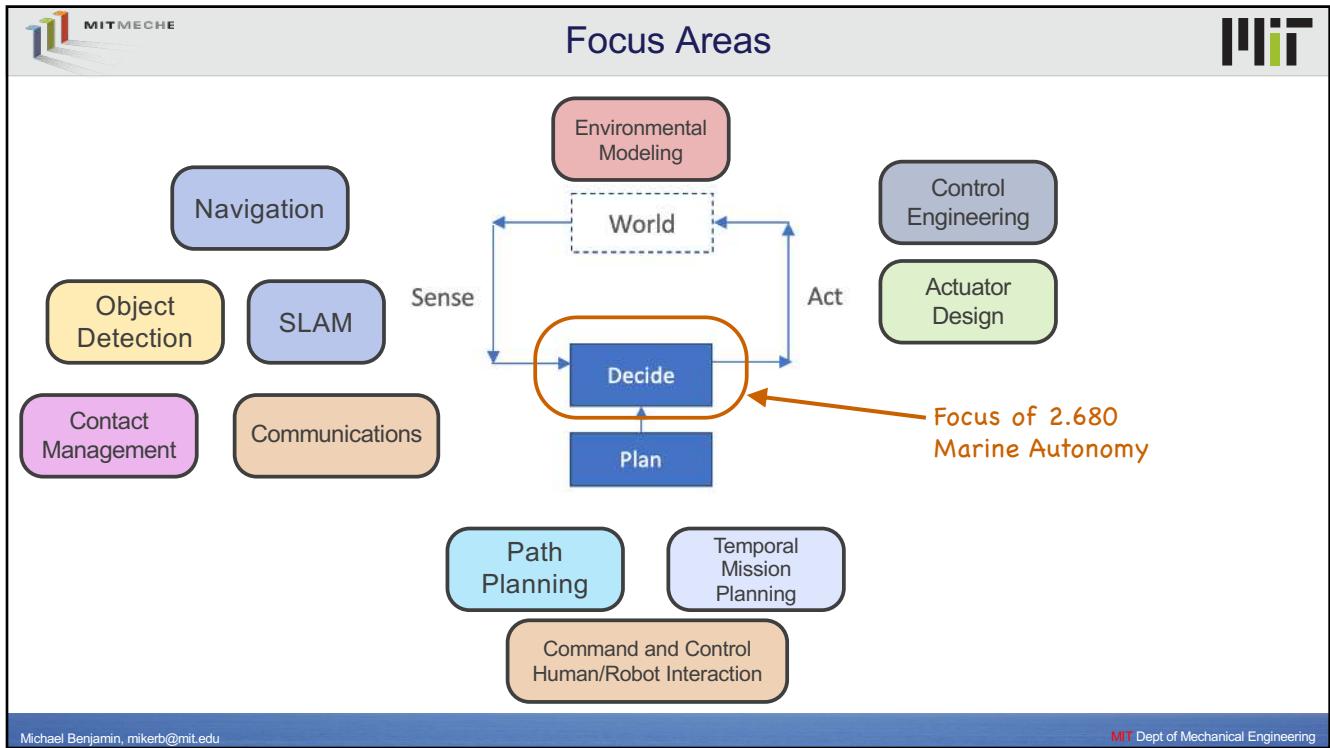 MITMECHE
Focus Areas
MIT
Environmental
Modeling
Navigation
World
Control
Engineering
Object
Detection
SLAM
Sense
Act
Actuator
Design
Decide
Contact
Management
Communications
Focus of 2.680
Marine Autonomy
Plan
Path
Planning
Temporal
Mission
Planning
Command and Control
Human/Robot Interaction
Michael Benjamin, mikerb@mit.edu
MIT Dept of Mechanical Engineering